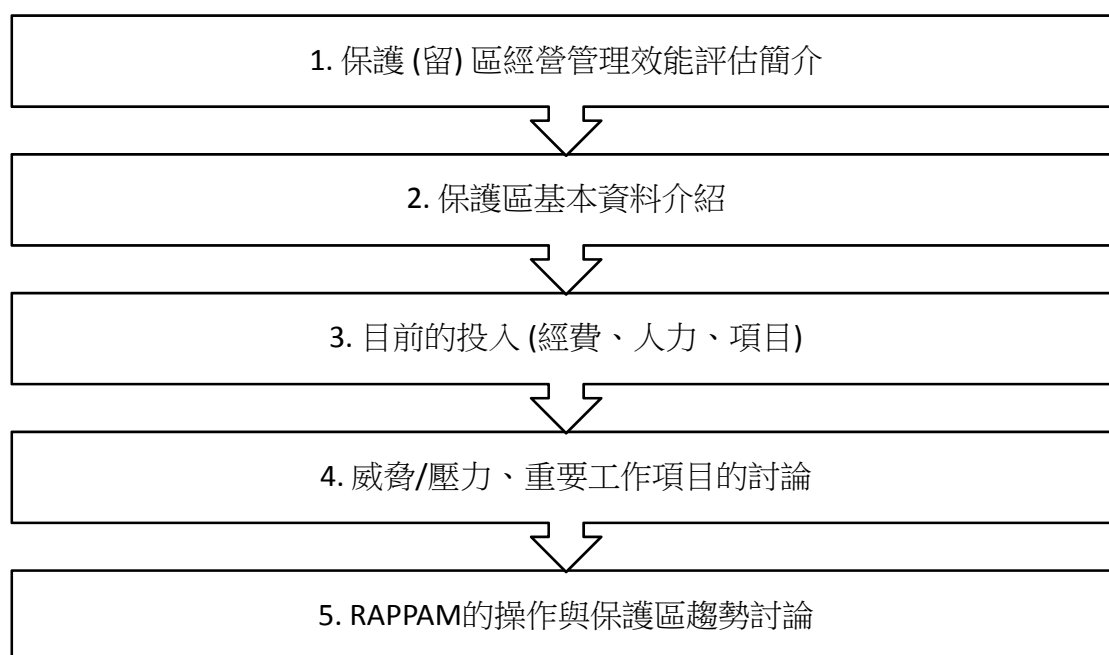 1. 保護 (留) 區經營管理效能評估簡介
2. 保護區基本資料介紹
3. 目前的投入 (經費、人力、項目)
4. 威脅/壓力、重要工作項目的討論
5. RAPPAM的操作與保護區趨勢討論